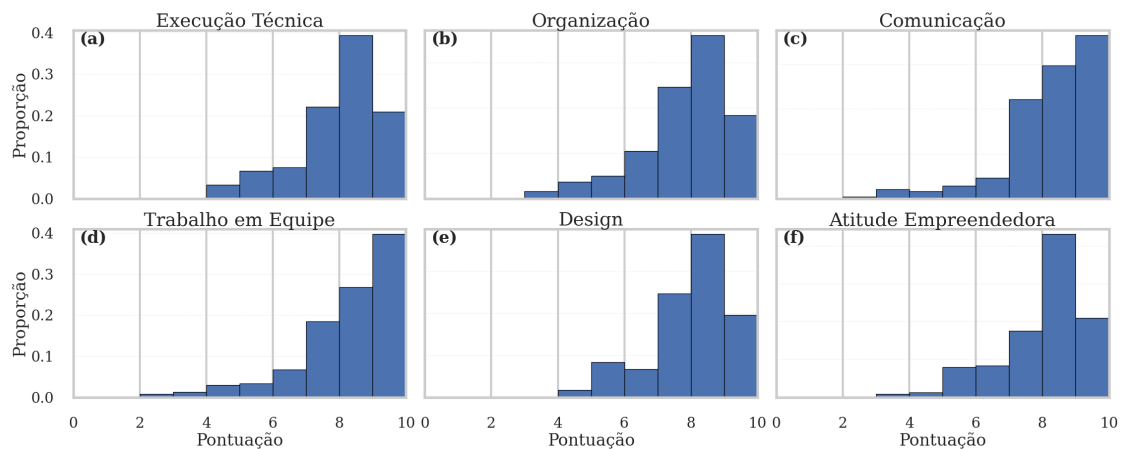 Execução Técnica
Organização
Comunicação
(a)
(b)
(c)
0.4
0.3
0.2
0.1
0.0
Proporção
Trabalho em Equipe
Design
Atitude Empreendedora
(d)
(e)
(f)
0.4
0.3
0.2
0.1
0.0
Proporção
0 2 4 6 8 10
0 2 4 6 8 10
0 2 4 6 8 10
Pontuação
Pontuação
Pontuação